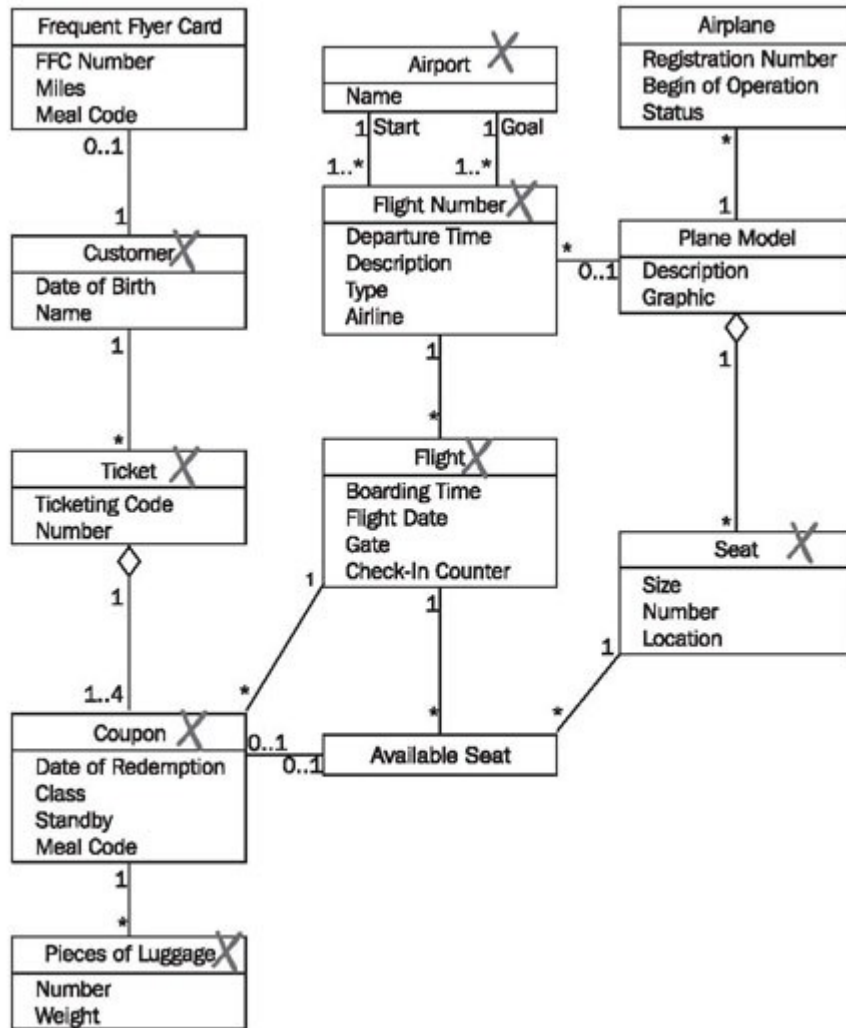 Frequent Flyer Card
FFC Number
Miles
Meal Code
0..1
1
Customer
Date of Birth
Name
1
*
Ticket
Ticketing Code
Number
1
1..4
Coupon
Date of Redemption
Class
Standby
Meal Code
1
*
Pieces of Luggage
Number
Weight
Airport
Name
1 Start
1 Goal
1..*
1..*
Flight Number
Departure Time
Description
Type
Airline
*
0..1
1
*
Flight
Boarding Time
Flight Date
Gate
Check-In Counter
1
*
1
*
0..1
0..1
Available Seat
Airplane
Registration Number
Begin of Operation
Status
*
1
Plane Model
Description
Graphic
1
*
Seat
Size
Number
Location
1
*